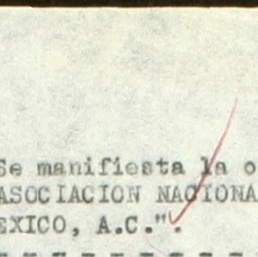 Se manifiesta la o
ASOCIACION NACIONA
EXICO, A.C.".